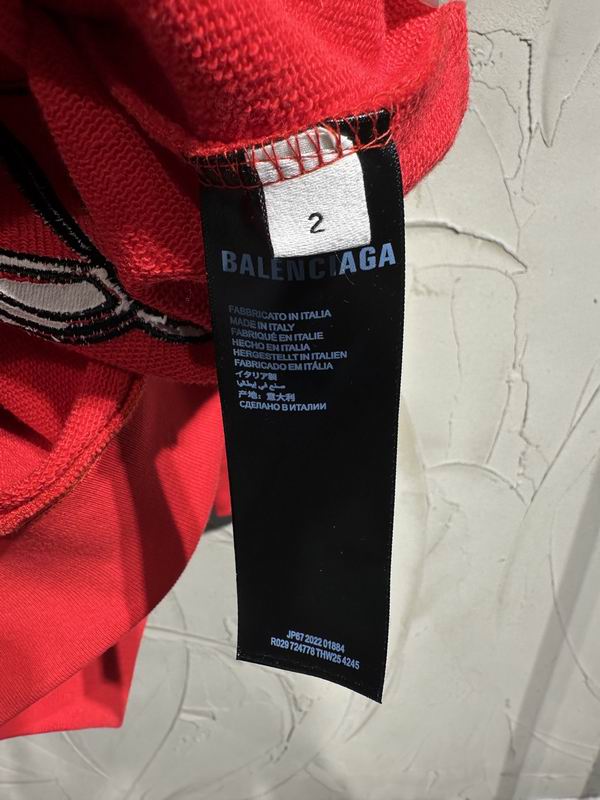 2
BALENCIAGA
FABBRICATO IN ITALIA
MADE IN ITALY
FABRIQUÉ EN ITALIE
HECHO EN ITALIA
HERGESTELLT IN ITALIEN
FABRICADO EM ITÁLIA
イタリア製
صنع في إيطاليا
产地：意大利
СДЕЛАНО В ИТАЛИИ
JP67 2022 01884
R029 724778 THW25 4245